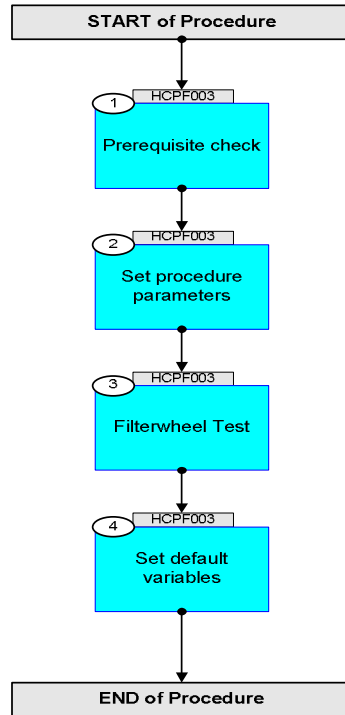 START of Procedure
HCPF003
1
Prerequisite check
HCPF003
2
Set procedure
parameters
HCPF003
3
Filterwheel Test
HCPF003
4
Set default
variables
END of Procedure